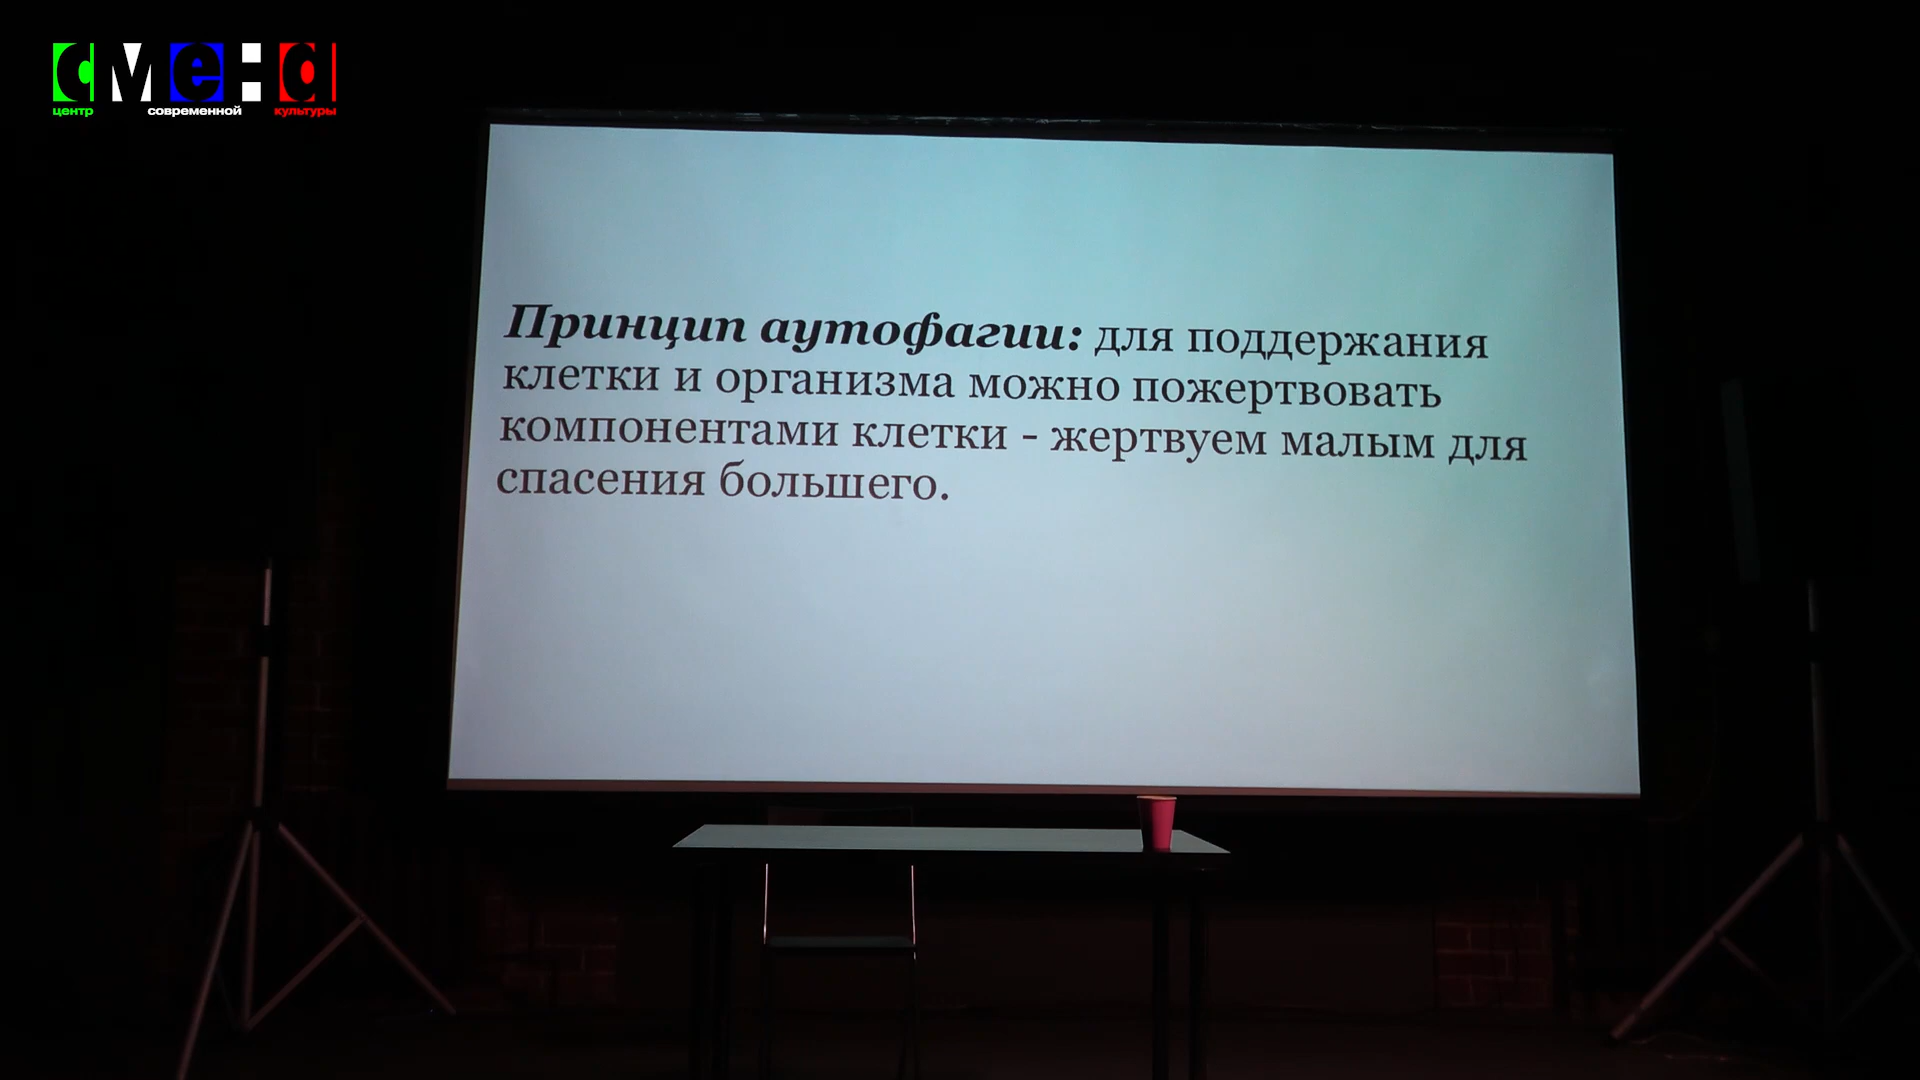 смена
центр современной культуры
Принцип аутофагии: для поддержания
клетки и организма можно пожертвовать
компонентами клетки - жертвуем малым для
спасения большего.